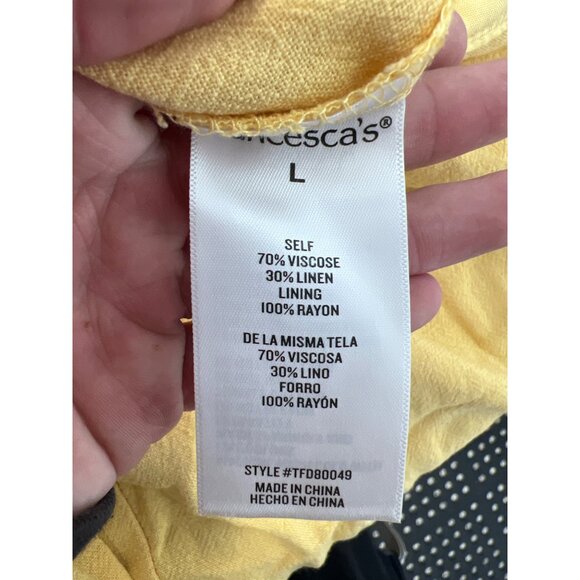 ncesca's®
L
SELF
70% VISCOSE
30% LINEN
LINING
100% RAYON
DE LA MISMA TELA
70% VISCOSA
30% LINO
FORRO
100% RAYÓN
STYLE #TFD80049
MADE IN CHINA
HECHO EN CHINA